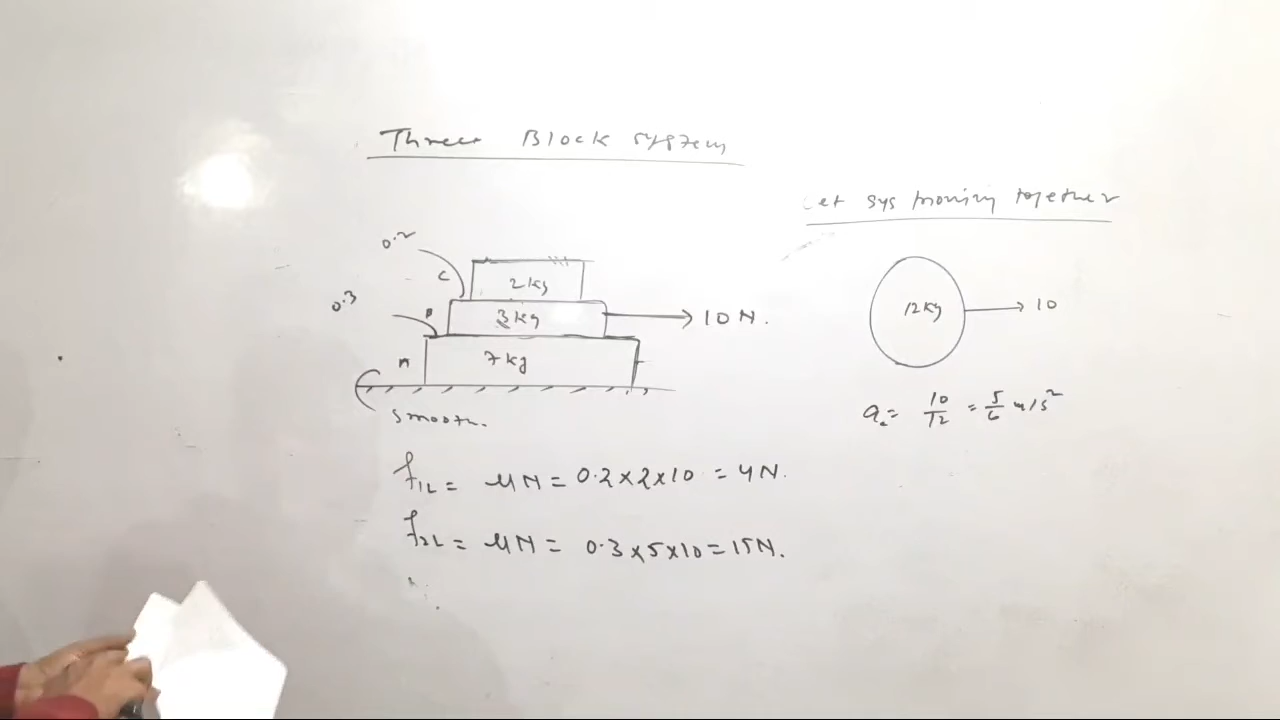 Three Block system
et sys moving together
0.2
C
2kg
0.3
B
3kg
10N.
12kg
10
A
7kg
smooth.
a꜀ = 10/12 = 5/6 m/s²
f₁L = μN = 0.2×2×10 = 4N.
f₂L = μN = 0.3×5×10 = 15N.